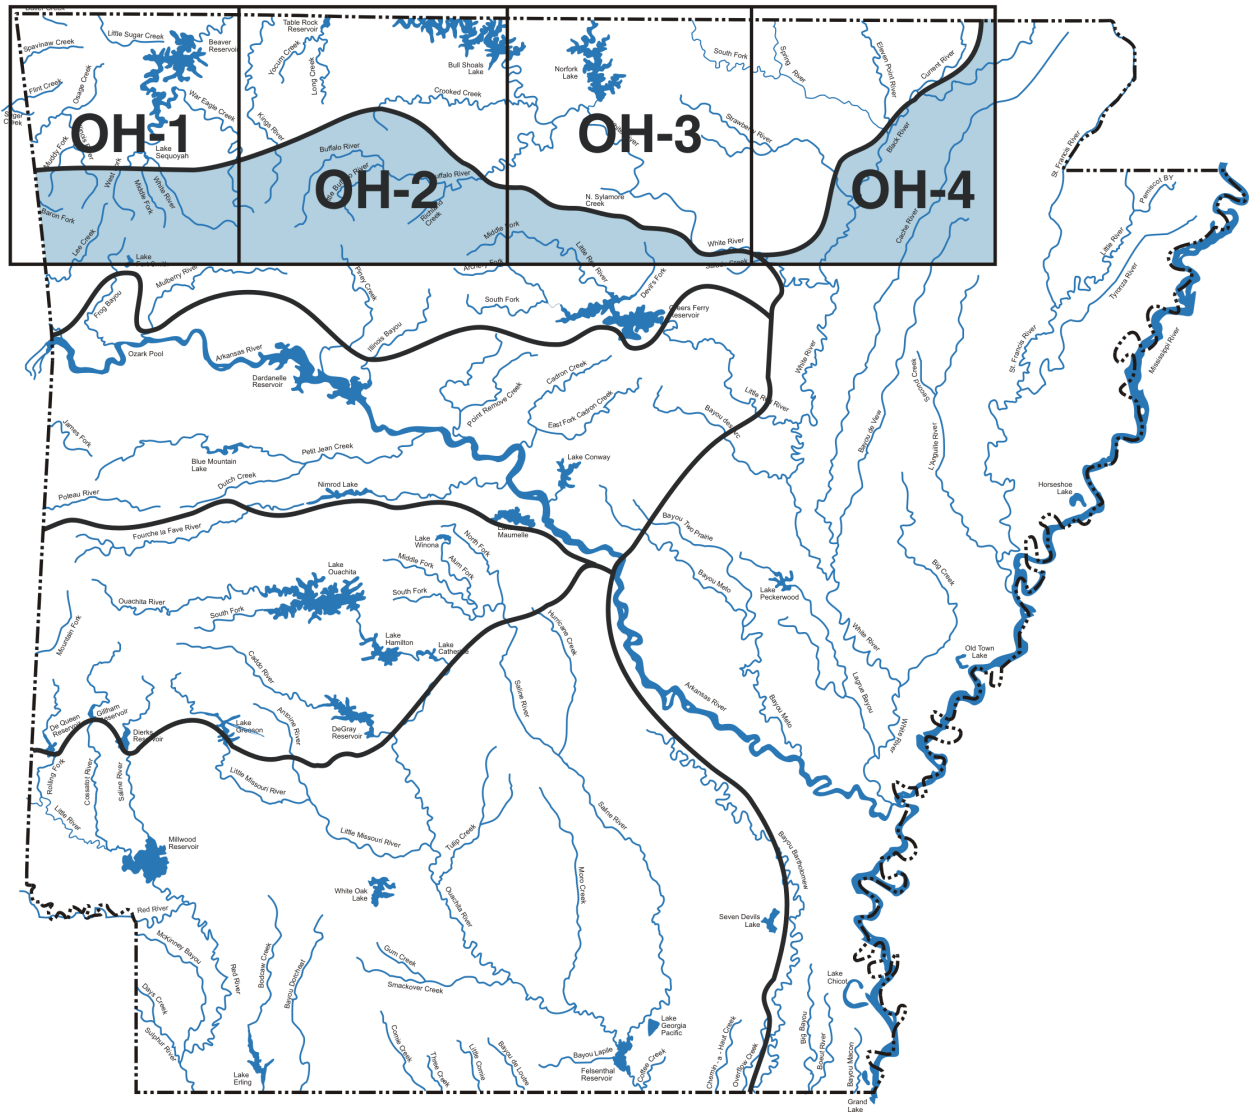 Table Rock
Reservoir
Little Sugar Creek
Spavinaw Creek
Beaver
Reservoir
Yocum Creek
Long Creek
Bull Shoals
Lake
Norfork
Lake
South Fork
Spring River
Eleven Point River
Current River
Flint Creek
Osage Creek
War Eagle Creek
Crooked Creek
Kings River
Strawberry River
Black River
OH-1
OH-2
OH-3
OH-4
Muddy Fork
Lake
Sequoyah
Buffalo River
Buffalo River
Richland
Creek
West Fork
Middle Fork
White River
Baron Fork
Lee Creek
N. Sylamore
Creek
White River
Cache River
St. Francis River
Pemiscot BY
Little River
Tyronza River
Middle Fork
Little Red River
Devil's Fork
Lake
Mulberry River
Frog Bayou
Piney Creek
Archey Fork
South Fork
Illinois Bayou
Greers Ferry
Reservoir
Ozark Pool
Arkansas River
Dardanelle
Reservoir
White River
St. Francis River
Mississippi River
Second Creek
Cadron Creek
Point Remove Creek
East Fork Cadron Creek
Little Red River
Bayou des Arc
Bayou de View
L'Anguille River
James Fork
Blue Mountain
Lake
Petit Jean Creek
Dutch Creek
Lake Conway
Nimrod Lake
Poteau River
Horseshoe
Lake
Fourche la Fave River
Lake
Maumelle
Lake
Winona
North Fork
Alum Fork
Middle Fork
South Fork
Bayou Two Prairie
Bayou Meto
Lake
Peckerwood
Big Creek
Lake
Ouachita
Ouachita River
South Fork
Mountain Fork
Lake
Hamilton
Lake
Catherine
Hurricane Creek
White River
Old Town
Lake
Caddo River
Saline River
Arkansas River
Bayou Meto
Lagrue Bayou
White River
De Queen
Reservoir
Gillham
Reservoir
Dierks
Reservoir
Lake
Greeson
Antoine River
DeGray
Reservoir
Rolling Fork
Cossatot River
Saline River
Little Missouri River
Little River
Millwood
Reservoir
Little Missouri River
Tulip Creek
Saline River
Moro Creek
Bayou Bartholomew
White Oak
Lake
Ouachita River
Seven Devils
Lake
Red River
McKinney Bayou
Red River
Bodcaw Creek
Bayou Dorcheat
Gum Creek
Smackover Creek
Lake
Chicot
Days Creek
Sulphur River
Lake
Erling
Cornie Creek
Three Creek
Little Cornie
Bayou de Loutre
Bayou Lapile
Felsenthal
Reservoir
Coffee Creek
Lake
Georgia
Pacific
Chemin - a - Haut Creek
Overflow Creek
Big Bayou
Boeuf River
Bayou Macon
Grand
Lake